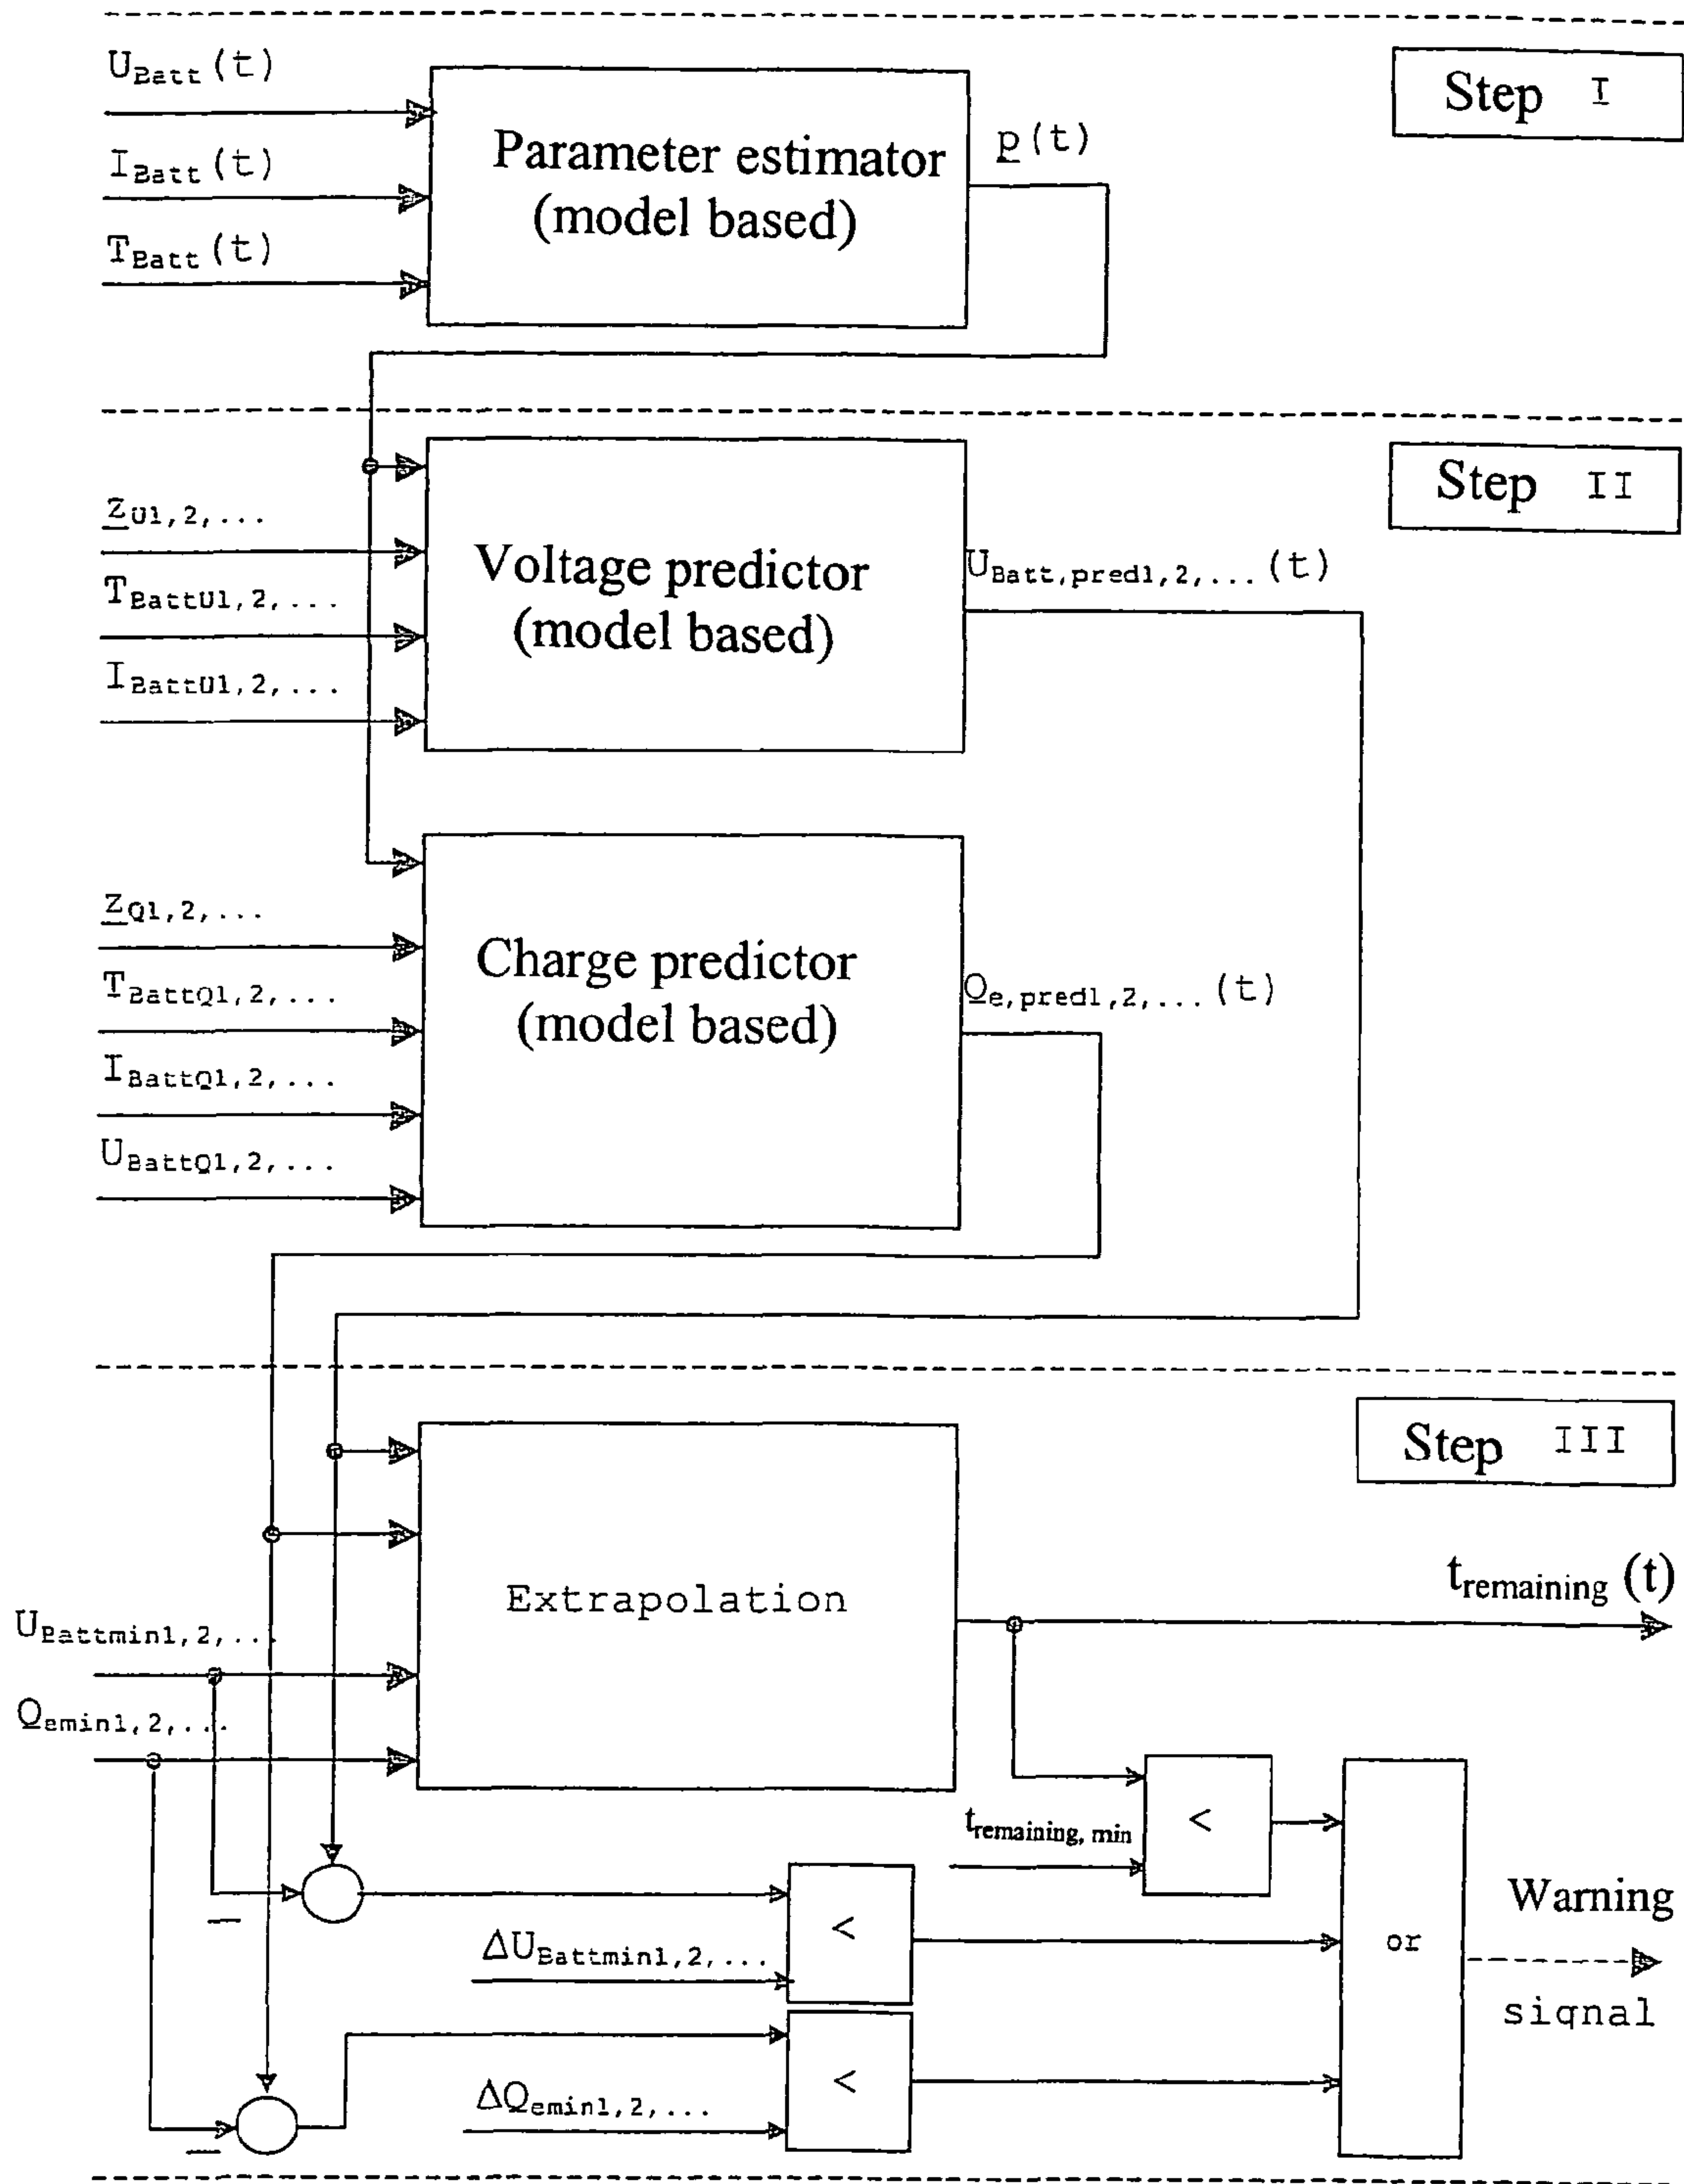 U_Batt (t)
Step I
I_Batt (t)
Parameter estimator
(model based)
p (t)
T_Batt (t)
Step II
z_U1,2,...
T_BattU1,2,...
I_BattU1,2,...
Voltage predictor
(model based)
U_Batt,pred1,2,... (t)
z_Q1,2,...
T_BattQ1,2,...
I_BattQ1,2,...
U_BattQ1,2,...
Charge predictor
(model based)
Q_e,pred1,2,... (t)
Step III
Extrapolation
t_remaining (t)
U_Battmin1,2,...
Q_emin1,2,...
t_remaining, min
<
ΔU_Battmin1,2,...
<
ΔQ_emin1,2,...
<
or
Warning
signal